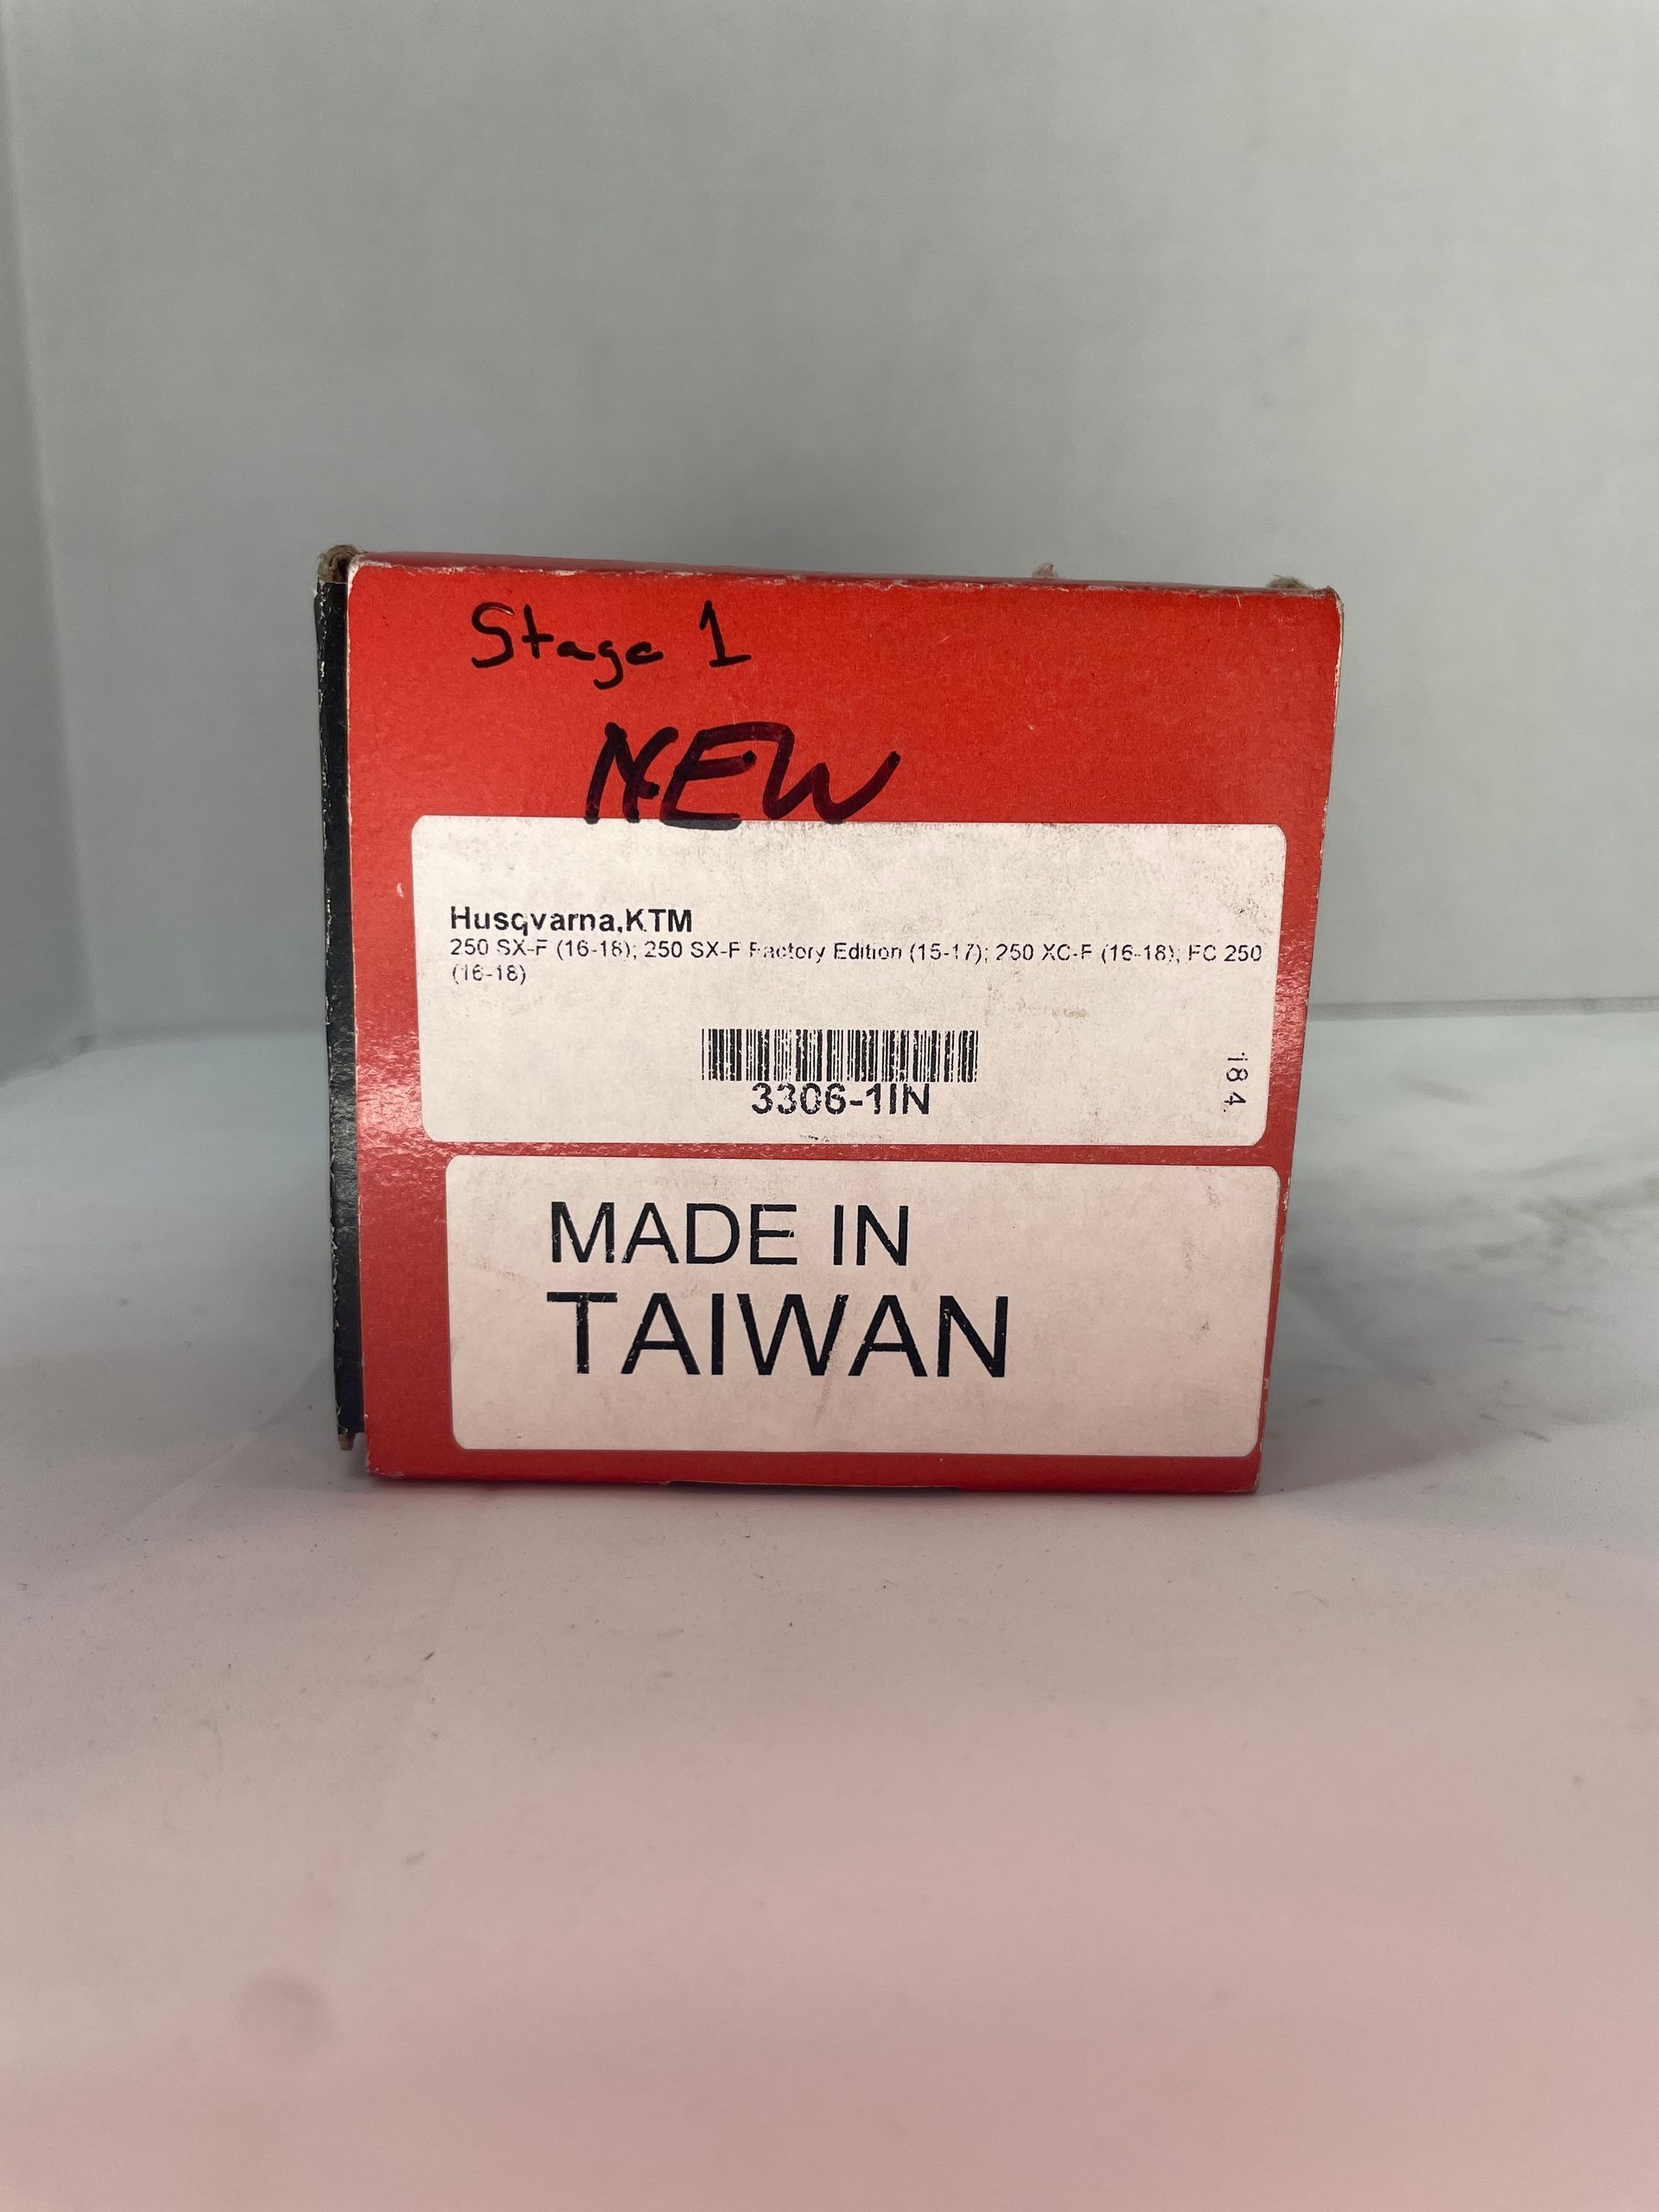 Stage 1
NEW
Husqvarna,KTM
250 SX-F (16-18); 250 SX-F Factory Edition (15-17); 250 XC-F (16-18); FC 250
(16-18)
3306-1IN
184
MADE IN
TAIWAN